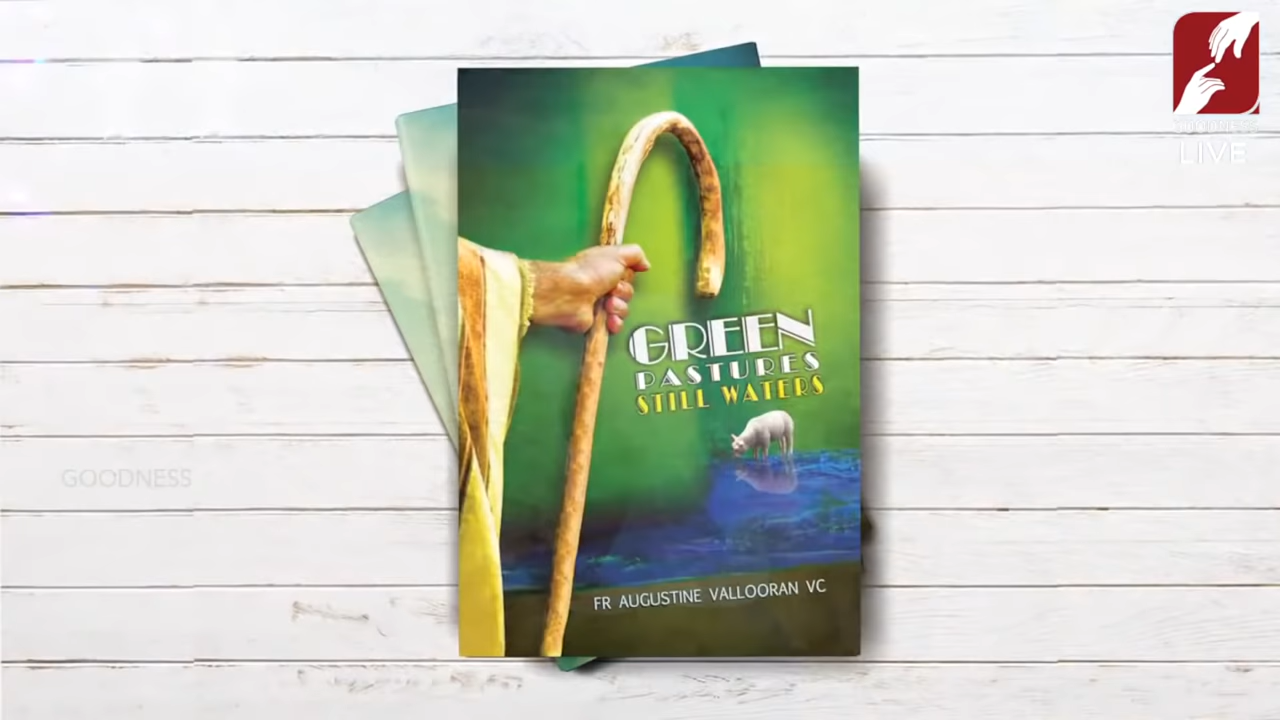 GREEN
PASTURES
STILL WATERS
FR AUGUSTINE VALLOORAN VC
GOODNESS
GOODNESS
LIVE